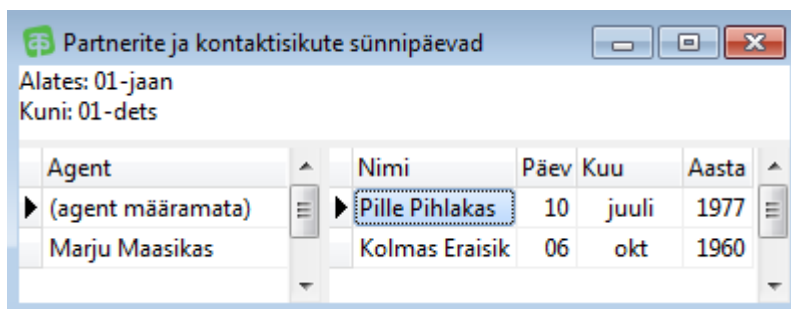 Partnerite ja kontaktisikute sünnipäevad
Alates: 01-jaan
Kuni: 01-dets
Agent Nimi Päev Kuu Aasta
(agent määramata) Pille Pihlakas 10 juuli 1977
Marju Maasikas Kolmas Eraisik 06 okt 1960